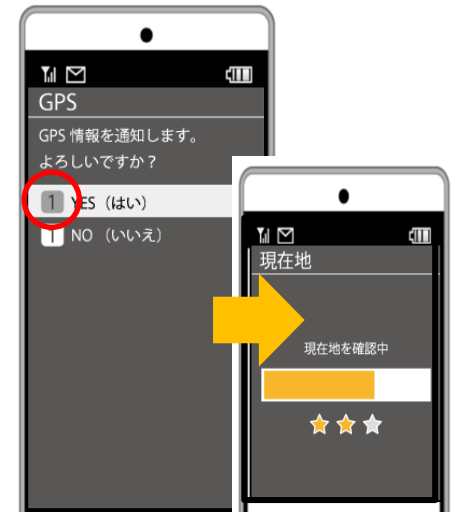 GPS
GPS 情報を通知します。
よろしいですか？
1 YES（はい）
1 NO （いいえ）
現在地
現在地を確認中